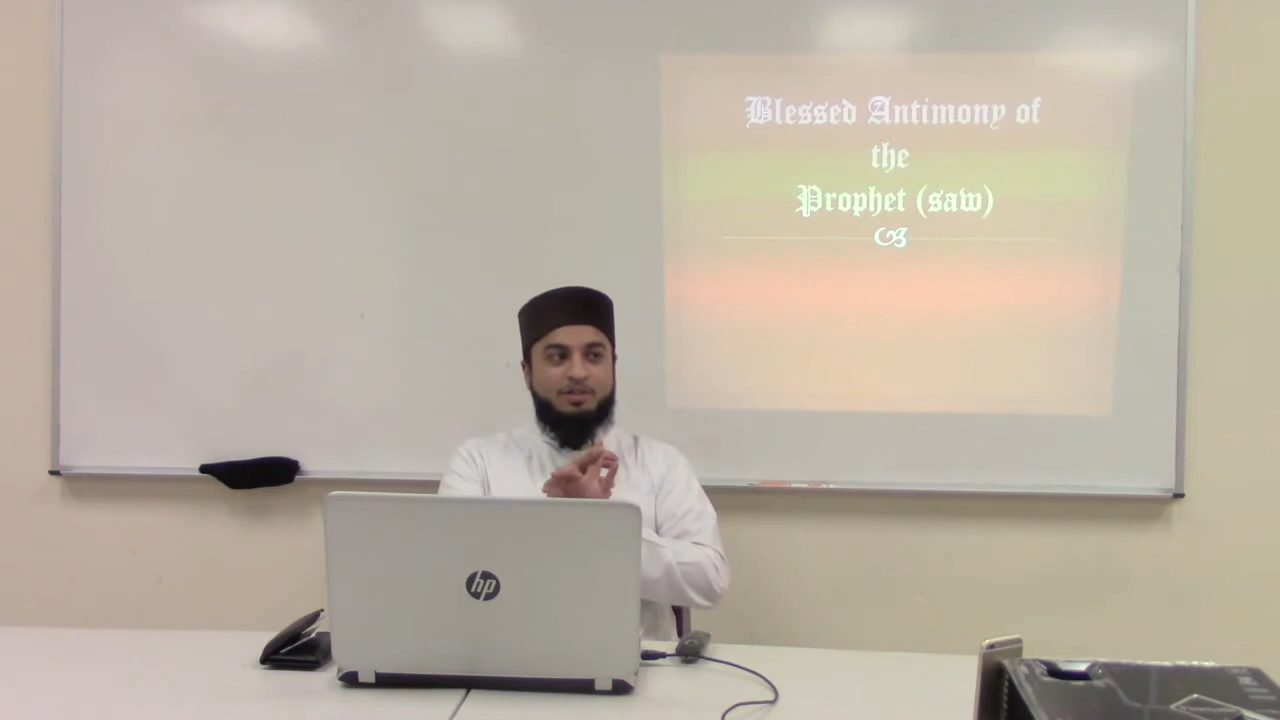 Blessed Antimony of
the
Prophet (saw)
hp